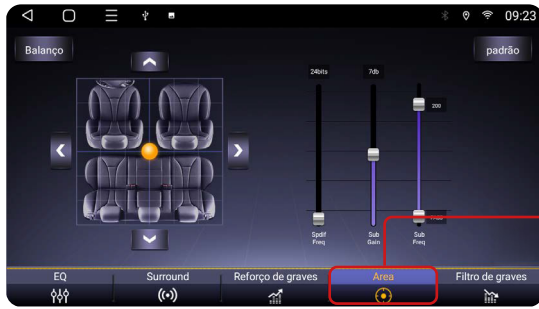 09:23
Balanço
padrão
24bits
7db
200
Spdif
Freq
Sub
Gain
Sub
Freq
EQ
Surround
Reforço de graves
Area
Filtro de graves